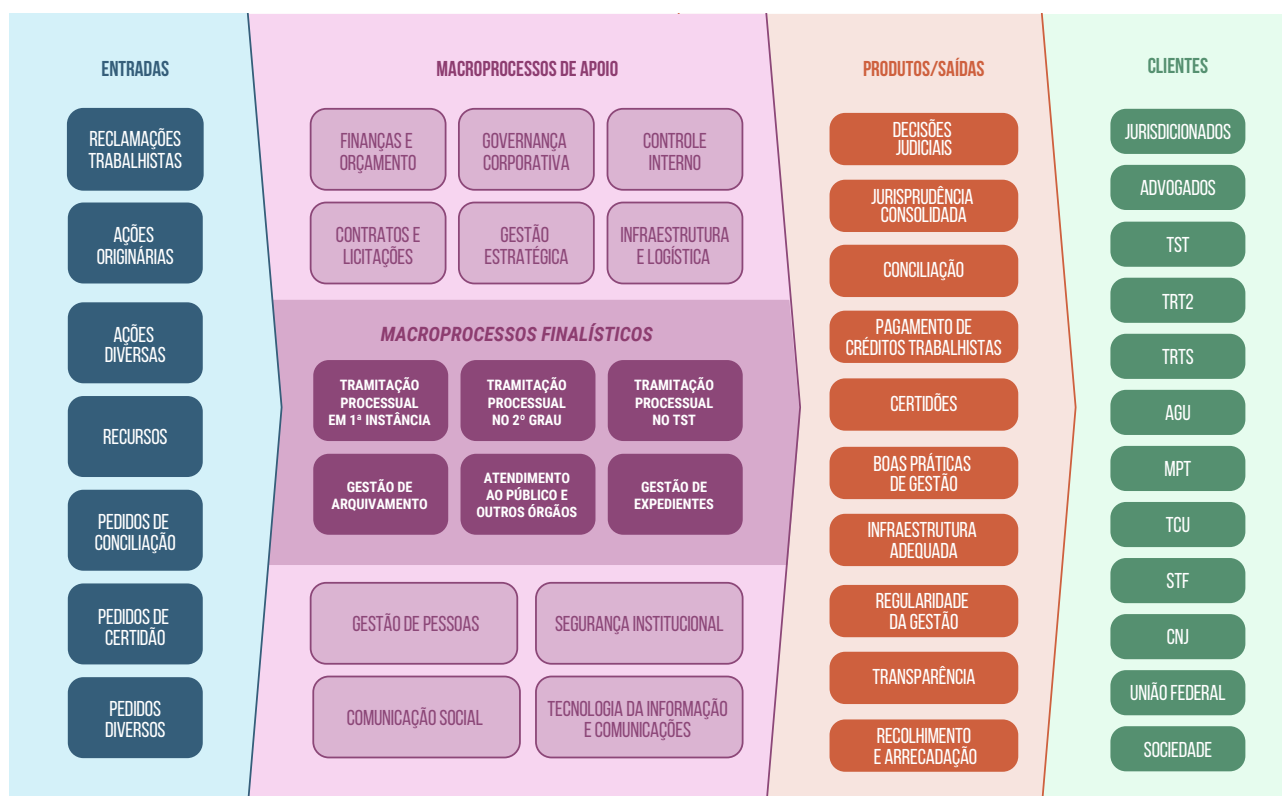 ENTRADAS
RECLAMAÇÕES
TRABALHISTAS
AÇÕES
ORIGINÁRIAS
AÇÕES
DIVERSAS
RECURSOS
PEDIDOS DE
CONCILIAÇÃO
PEDIDOS DE
CERTIDÃO
PEDIDOS
DIVERSOS
MACROPROCESSOS DE APOIO
FINANÇAS E
ORÇAMENTO
GOVERNANÇA
CORPORATIVA
CONTROLE
INTERNO
CONTRATOS E
LICITAÇÕES
GESTÃO
ESTRATÉGICA
INFRAESTRUTURA
E LOGÍSTICA
MACROPROCESSOS FINALÍSTICOS
TRAMITAÇÃO
PROCESSUAL
EM 1ª INSTÂNCIA
TRAMITAÇÃO
PROCESSUAL
NO 2º GRAU
TRAMITAÇÃO
PROCESSUAL
NO TST
GESTÃO DE
ARQUIVAMENTO
ATENDIMENTO
AO PÚBLICO E
OUTROS ÓRGÃOS
GESTÃO DE
EXPEDIENTES
GESTÃO DE PESSOAS
SEGURANÇA INSTITUCIONAL
COMUNICAÇÃO SOCIAL
TECNOLOGIA DA INFORMAÇÃO
E COMUNICAÇÕES
PRODUTOS/SAÍDAS
DECISÕES
JUDICIAIS
JURISPRUDÊNCIA
CONSOLIDADA
CONCILIAÇÃO
PAGAMENTO DE
CRÉDITOS TRABALHISTAS
CERTIDÕES
BOAS PRÁTICAS
DE GESTÃO
INFRAESTRUTURA
ADEQUADA
REGULARIDADE
DA GESTÃO
TRANSPARÊNCIA
RECOLHIMENTO
E ARRECADAÇÃO
CLIENTES
JURISDICIONADOS
ADVOGADOS
TST
TRT2
TRTS
AGU
MPT
TCU
STF
CNJ
UNIÃO FEDERAL
SOCIEDADE